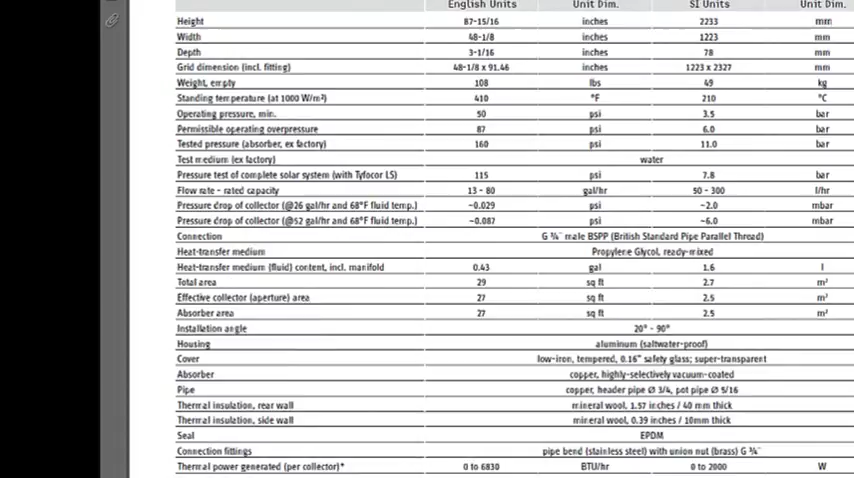 English Units Unit Dim. SI Units Unit Dim.
Height 87-15/16 inches 2233 mm
Width 48-1/8 inches 1223 mm
Depth 3-1/16 inches 78 mm
Grid dimension (incl. fitting) 48-1/8 x 91.46 inches 1223 x 2327 mm
Weight, empty 108 lbs 49 kg
Standing temperature (at 1000 W/m²) 410 °F 210 °C
Operating pressure, min. 50 psi 3.5 bar
Permissible operating overpressure 87 psi 6.0 bar
Tested pressure (absorber, ex factory) 160 psi 11.0 bar
Test medium (ex factory) water
Pressure test of complete solar system (with Tyfocor LS) 115 psi 7.8 bar
Flow rate - rated capacity 13 - 80 gal/hr 50 - 300 l/hr
Pressure drop of collector (@26 gal/hr and 68°F fluid temp.) ~0.029 psi ~2.0 mbar
Pressure drop of collector (@52 gal/hr and 68°F fluid temp.) ~0.087 psi ~6.0 mbar
Connection G ¾" male BSPP (British Standard Pipe Parallel Thread)
Heat-transfer medium Propylene Glycol, ready-mixed
Heat-transfer medium (fluid) content, incl. manifold 0.43 gal 1.6 l
Total area 29 sq ft 2.7 m²
Effective collector (aperture) area 27 sq ft 2.5 m²
Absorber area 27 sq ft 2.5 m²
Installation angle 20° - 90°
Housing aluminum (saltwater-proof)
Cover low-iron, tempered, 0.16" safety glass; super-transparent
Absorber copper, highly-selectively vacuum-coated
Pipe copper, header pipe Ø 3/4, pot pipe Ø 5/16
Thermal insulation, rear wall mineral wool, 1.57 inches / 40 mm thick
Thermal insulation, side wall mineral wool, 0.39 inches / 10mm thick
Seal EPDM
Connection fittings pipe bend (stainless steel) with union nut (brass) G ¾"
Thermal power generated (per collector)* 0 to 6830 BTU/hr 0 to 2000 W